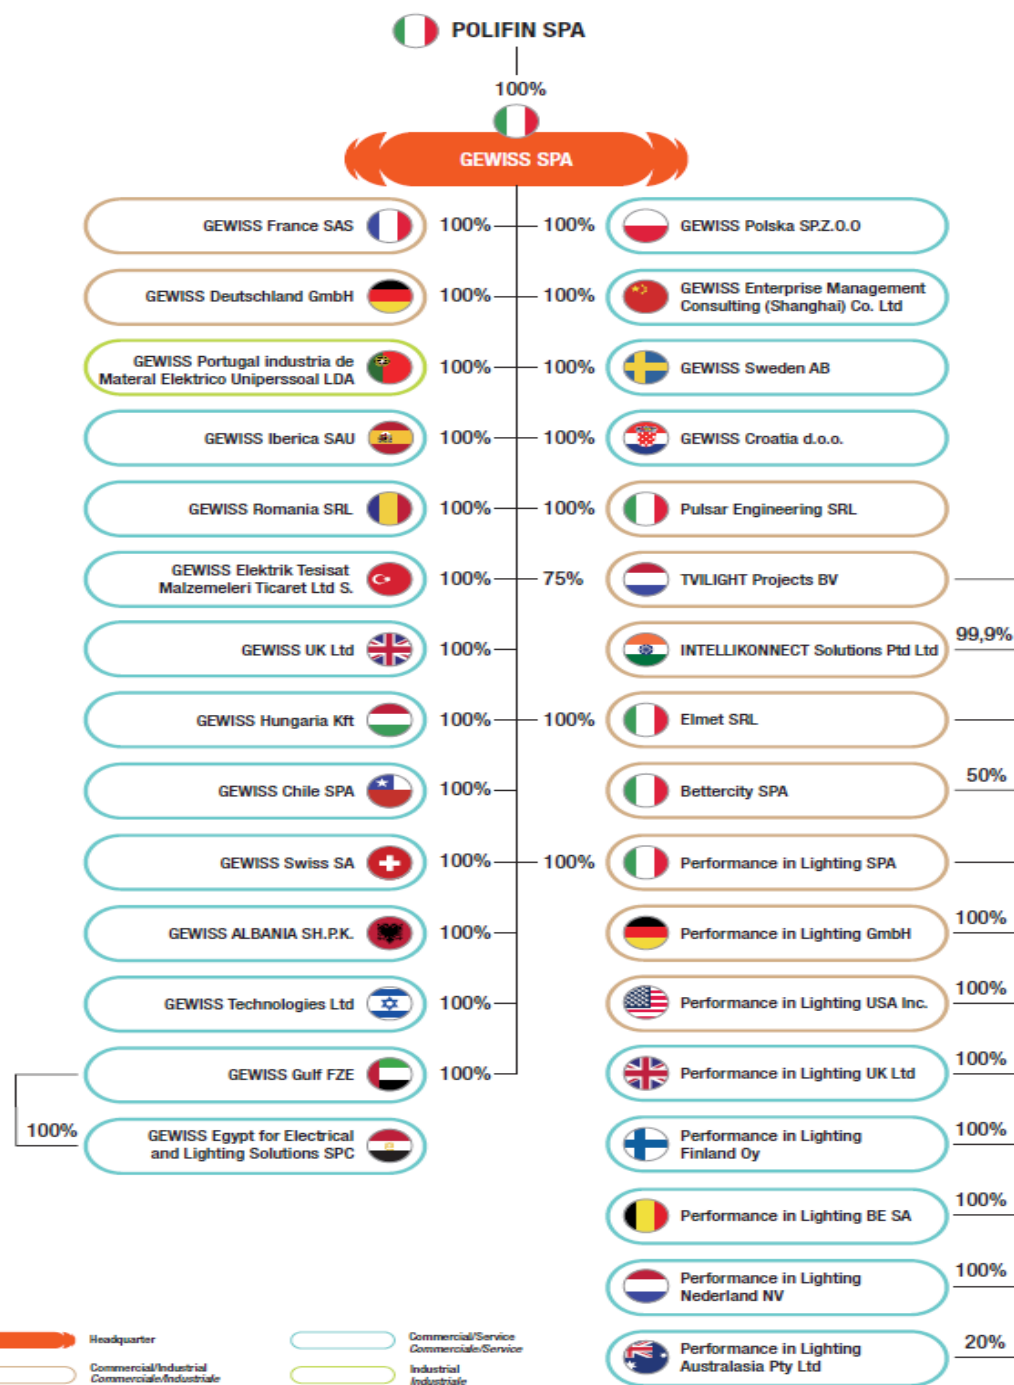 POLIFIN SPA
100%
GEWISS SPA
GEWISS France SAS
100%
100%
GEWISS Polska SP.Z.O.O
GEWISS Deutschland GmbH
100%
100%
GEWISS Enterprise Management
Consulting (Shanghai) Co. Ltd
GEWISS Portugal industria de
Materal Elektrico Uniperssoal LDA
100%
100%
GEWISS Sweden AB
GEWISS Iberica SAU
100%
100%
GEWISS Croatia d.o.o.
GEWISS Romania SRL
100%
100%
Pulsar Engineering SRL
GEWISS Elektrik Tesisat
Malzemeleri Ticaret Ltd S.
100%
75%
TVILIGHT Projects BV
GEWISS UK Ltd
100%
INTELLIKONNECT Solutions Ptd Ltd
99,9%
GEWISS Hungaria Kft
100%
100%
Elmet SRL
GEWISS Chile SPA
100%
Bettercity SPA
50%
GEWISS Swiss SA
100%
100%
Performance in Lighting SPA
GEWISS ALBANIA SH.P.K.
100%
Performance in Lighting GmbH
100%
GEWISS Technologies Ltd
100%
Performance in Lighting USA Inc.
100%
GEWISS Gulf FZE
100%
Performance in Lighting UK Ltd
100%
100%
GEWISS Egypt for Electrical
and Lighting Solutions SPC
Performance in Lighting
Finland Oy
100%
Performance in Lighting BE SA
100%
Performance in Lighting
Nederland NV
100%
Performance in Lighting
Australasia Pty Ltd
20%
Headquarter
Commercial/Service
Commerciale/Service
Commercial/Industrial
Commerciale/Industriale
Industrial
Industriale